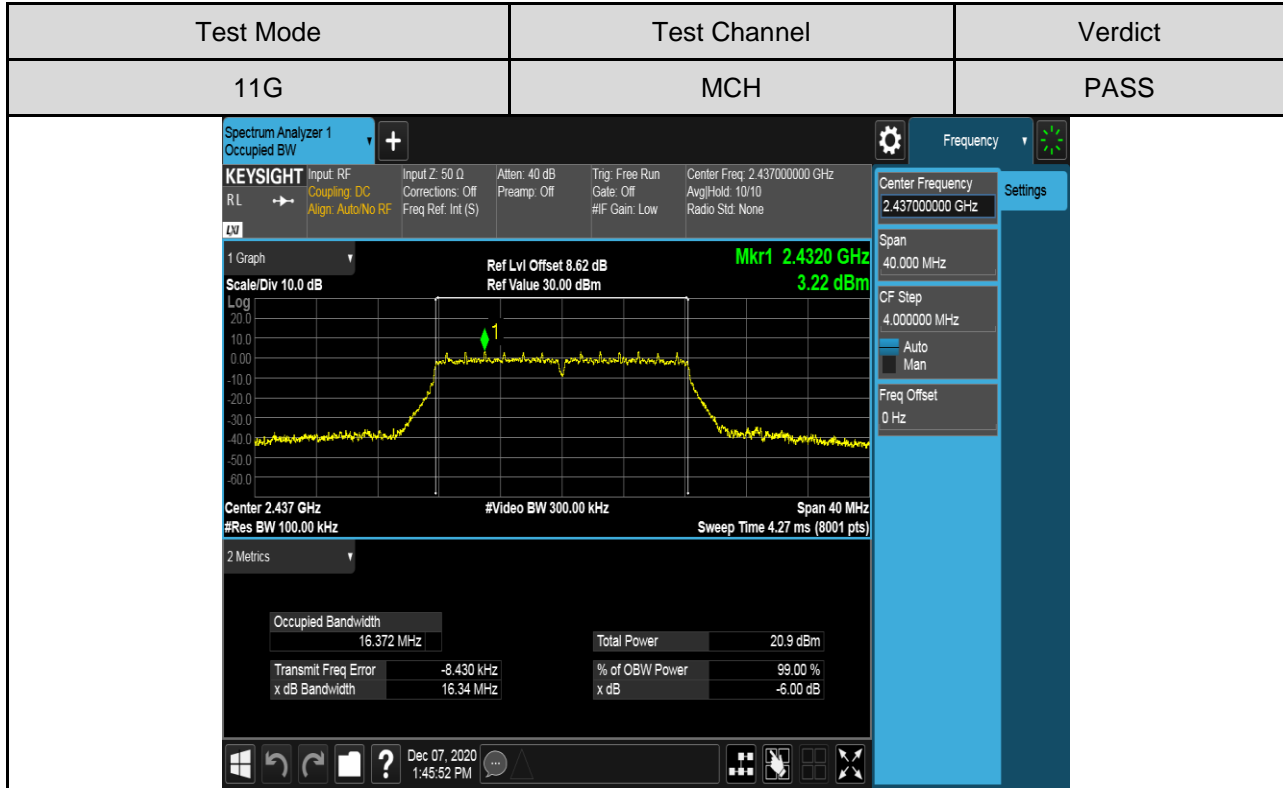 Test Mode Test Channel Verdict
11G MCH PASS
Spectrum Analyzer 1
Occupied BW
+
Frequency
KEYSIGHT Input: RF Input Z: 50 Ω Atten: 40 dB Trig: Free Run Center Freq: 2.437000000 GHz
RL Coupling: DC Corrections: Off Preamp: Off Gate: Off Avg|Hold: 10/10
Align: Auto/No RF Freq Ref: Int (S) #IF Gain: Low Radio Std: None
LXI
Center Frequency
2.437000000 GHz
Settings
Span
40.000 MHz
CF Step
4.000000 MHz
Auto
Man
Freq Offset
0 Hz
1 Graph Ref Lvl Offset 8.62 dB Mkr1 2.4320 GHz
Scale/Div 10.0 dB Ref Value 30.00 dBm 3.22 dBm
Log
20.0
10.0
0.00
-10.0
-20.0
-30.0
-40.0
-50.0
-60.0
1
Center 2.437 GHz #Video BW 300.00 kHz Span 40 MHz
#Res BW 100.00 kHz Sweep Time 4.27 ms (8001 pts)
2 Metrics
Occupied Bandwidth
16.372 MHz Total Power 20.9 dBm
Transmit Freq Error -8.430 kHz % of OBW Power 99.00 %
x dB Bandwidth 16.34 MHz x dB -6.00 dB
? Dec 07, 2020
1:45:52 PM